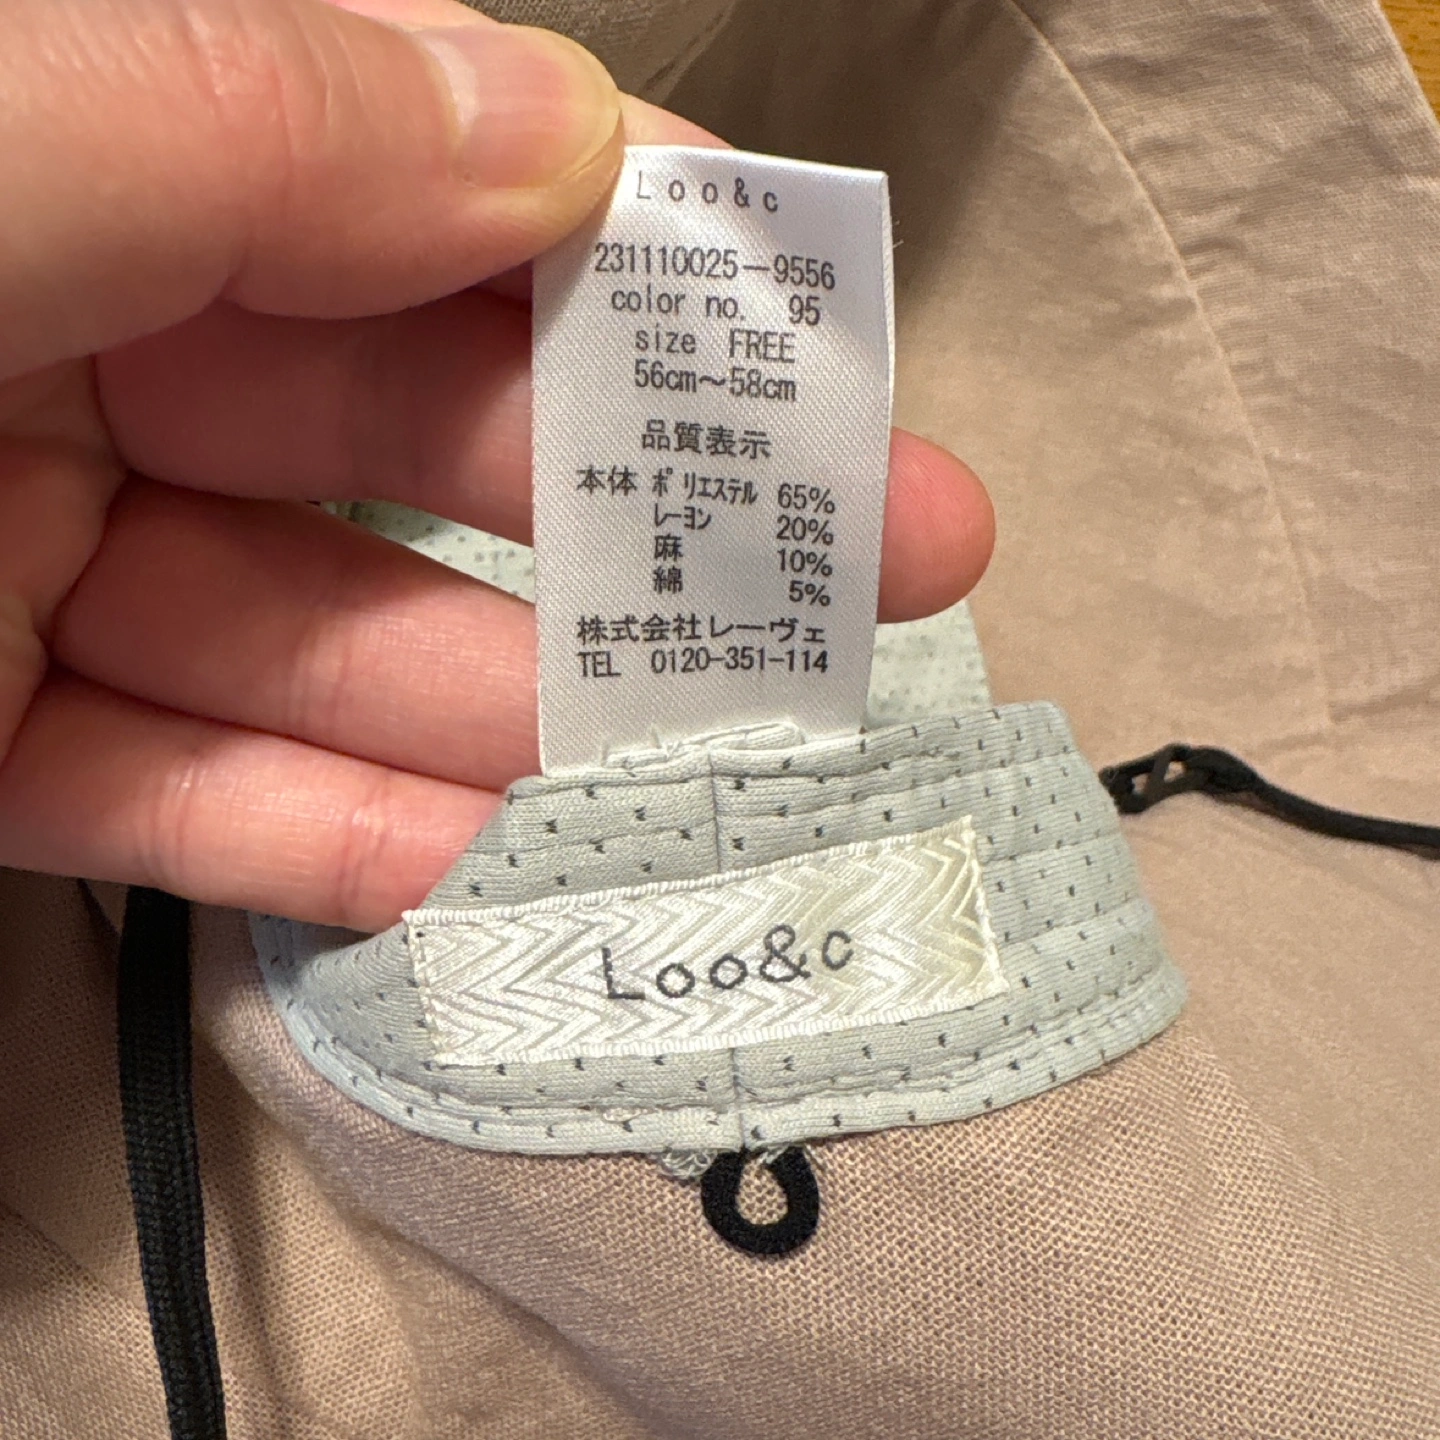 Loo&c
231110025-9556
color no. 95
size FREE
56cm～58cm
品質表示
本体 ポリエステル 65%
レーヨン 20%
麻 10%
綿 5%
株式会社レーヴェ
TEL 0120-351-114
Loo&c